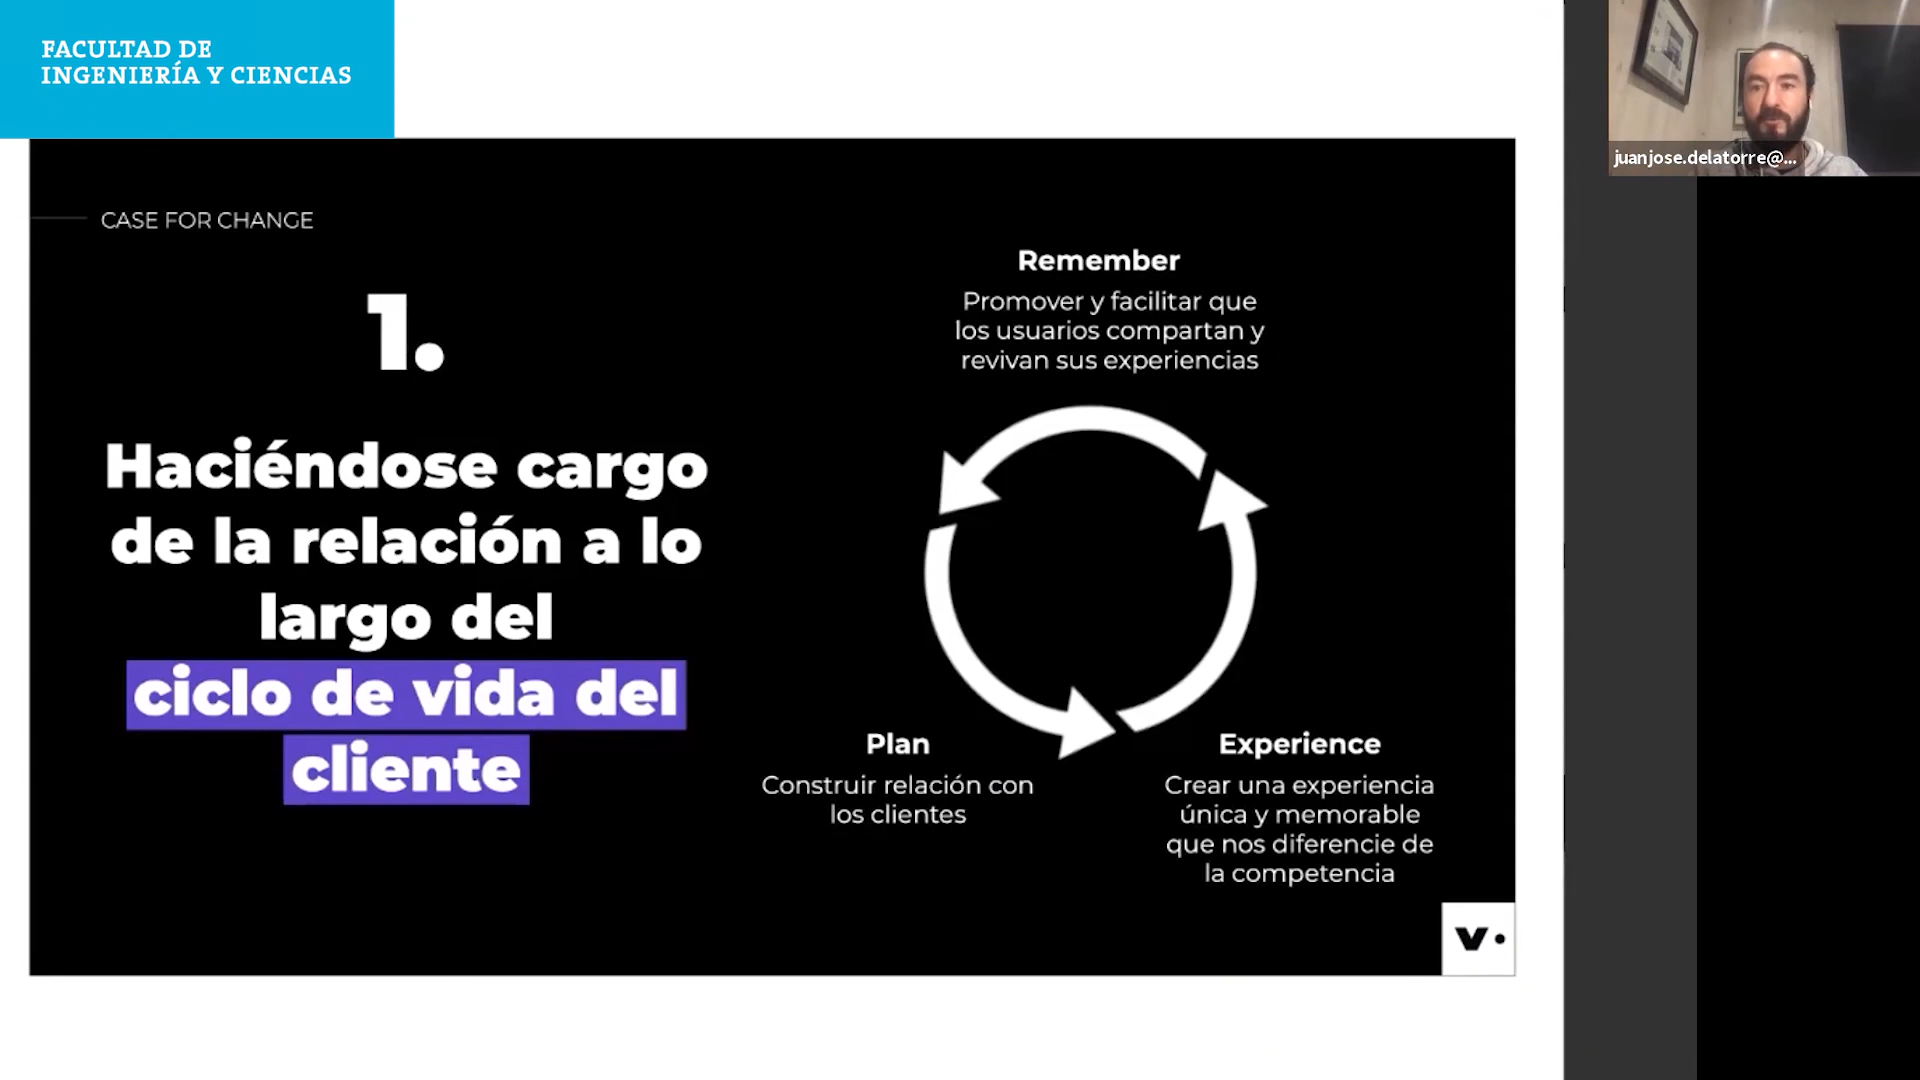 FACULTAD DE
INGENIERÍA Y CIENCIAS
juanjose.delatorre@...
CASE FOR CHANGE
1.
Haciéndose cargo
de la relación a lo
largo del
ciclo de vida del
cliente
Remember
Promover y facilitar que
los usuarios compartan y
revivan sus experiencias
Plan
Construir relación con
los clientes
Experience
Crear una experiencia
única y memorable
que nos diferencie de
la competencia
v.